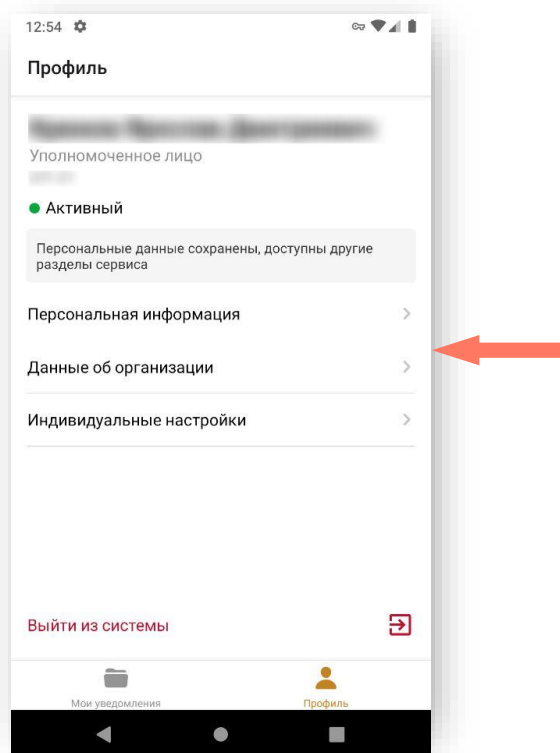 12:54
Профиль
Уполномоченное лицо
Активный
Персональные данные сохранены, доступны другие
разделы сервиса
Персональная информация
Данные об организации
Индивидуальные настройки
Выйти из системы
Мои уведомления
Профиль